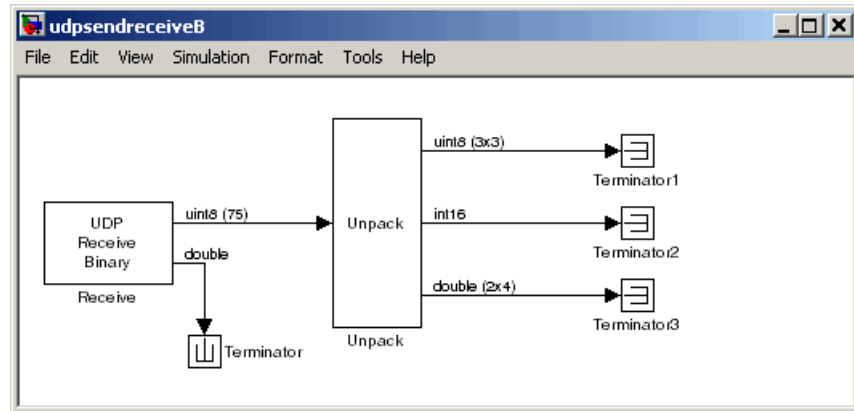 udpsendreceiveB
File Edit View Simulation Format Tools Help
uint8 (3x3)
Terminator1
UDP
Receive
Binary
uint8 (75)
double
Receive
Unpack
int16
Terminator2
double (2x4)
Terminator3
Terminator
Unpack